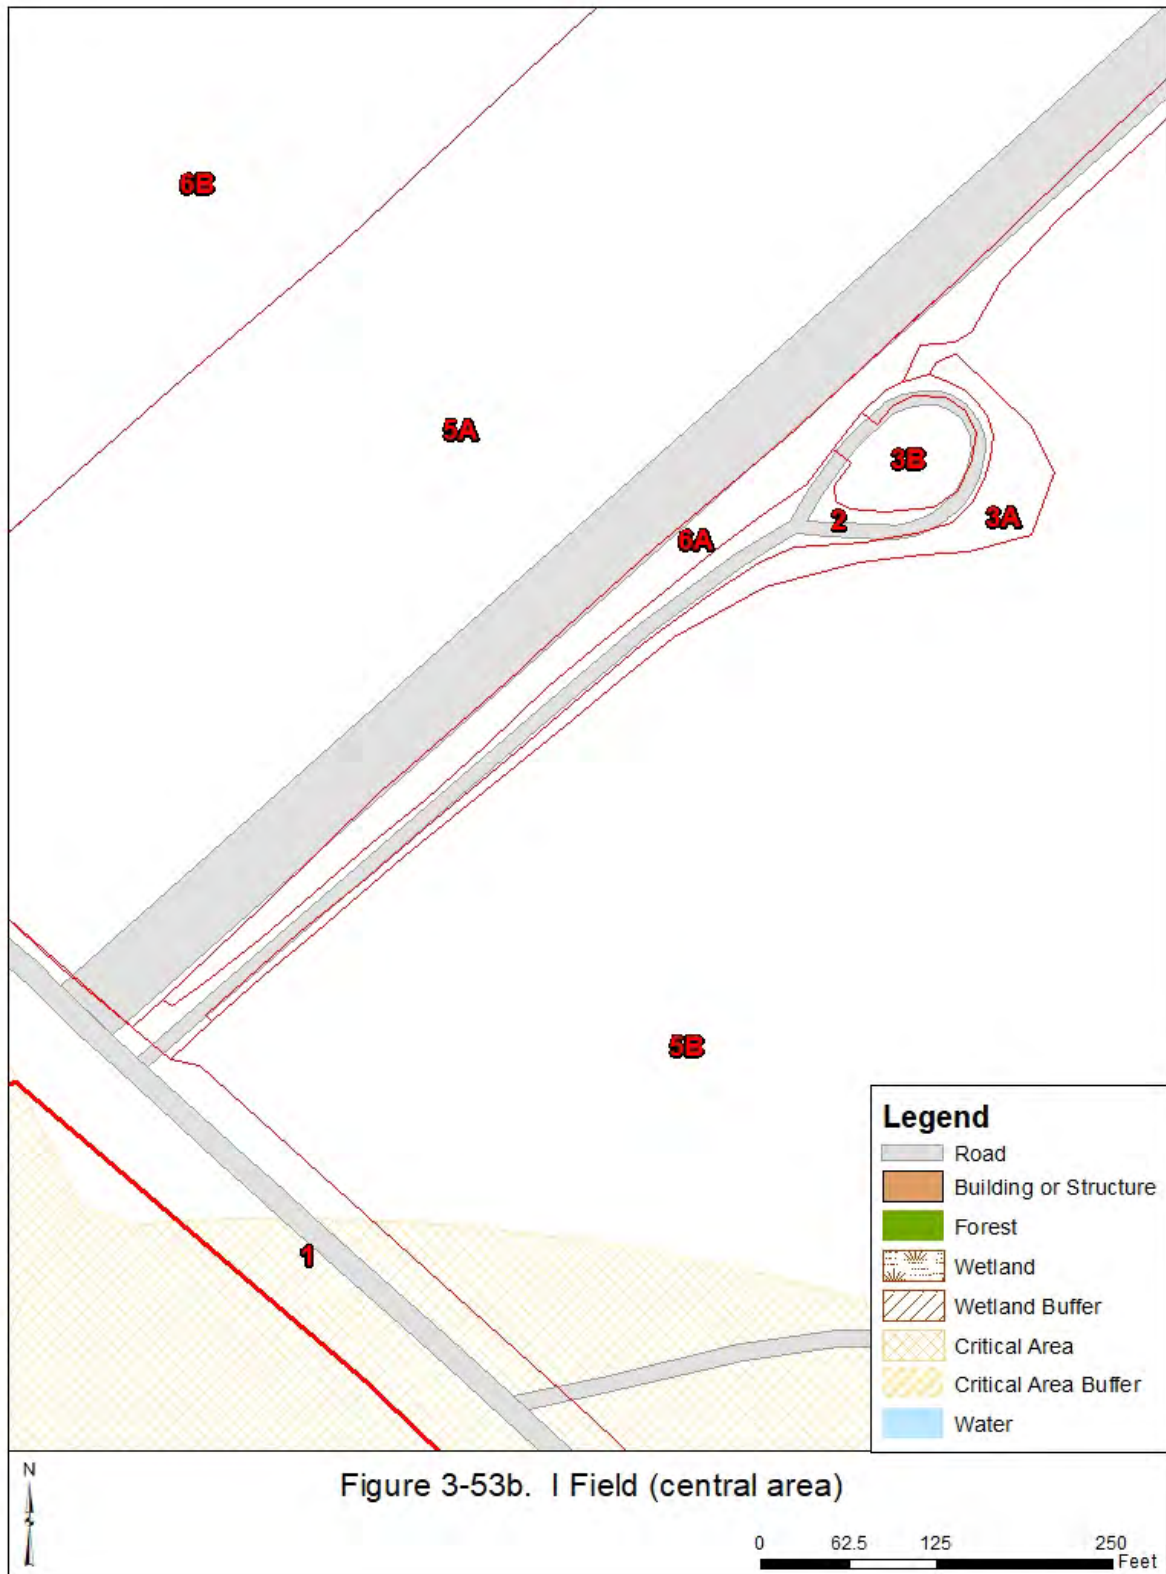 6B
5A
3B
2
3A
6A
5B
1
Legend
Road
Building or Structure
Forest
Wetland
Wetland Buffer
Critical Area
Critical Area Buffer
Water
N
Figure 3-53b. I Field (central area)
0 62.5 125 250
Feet